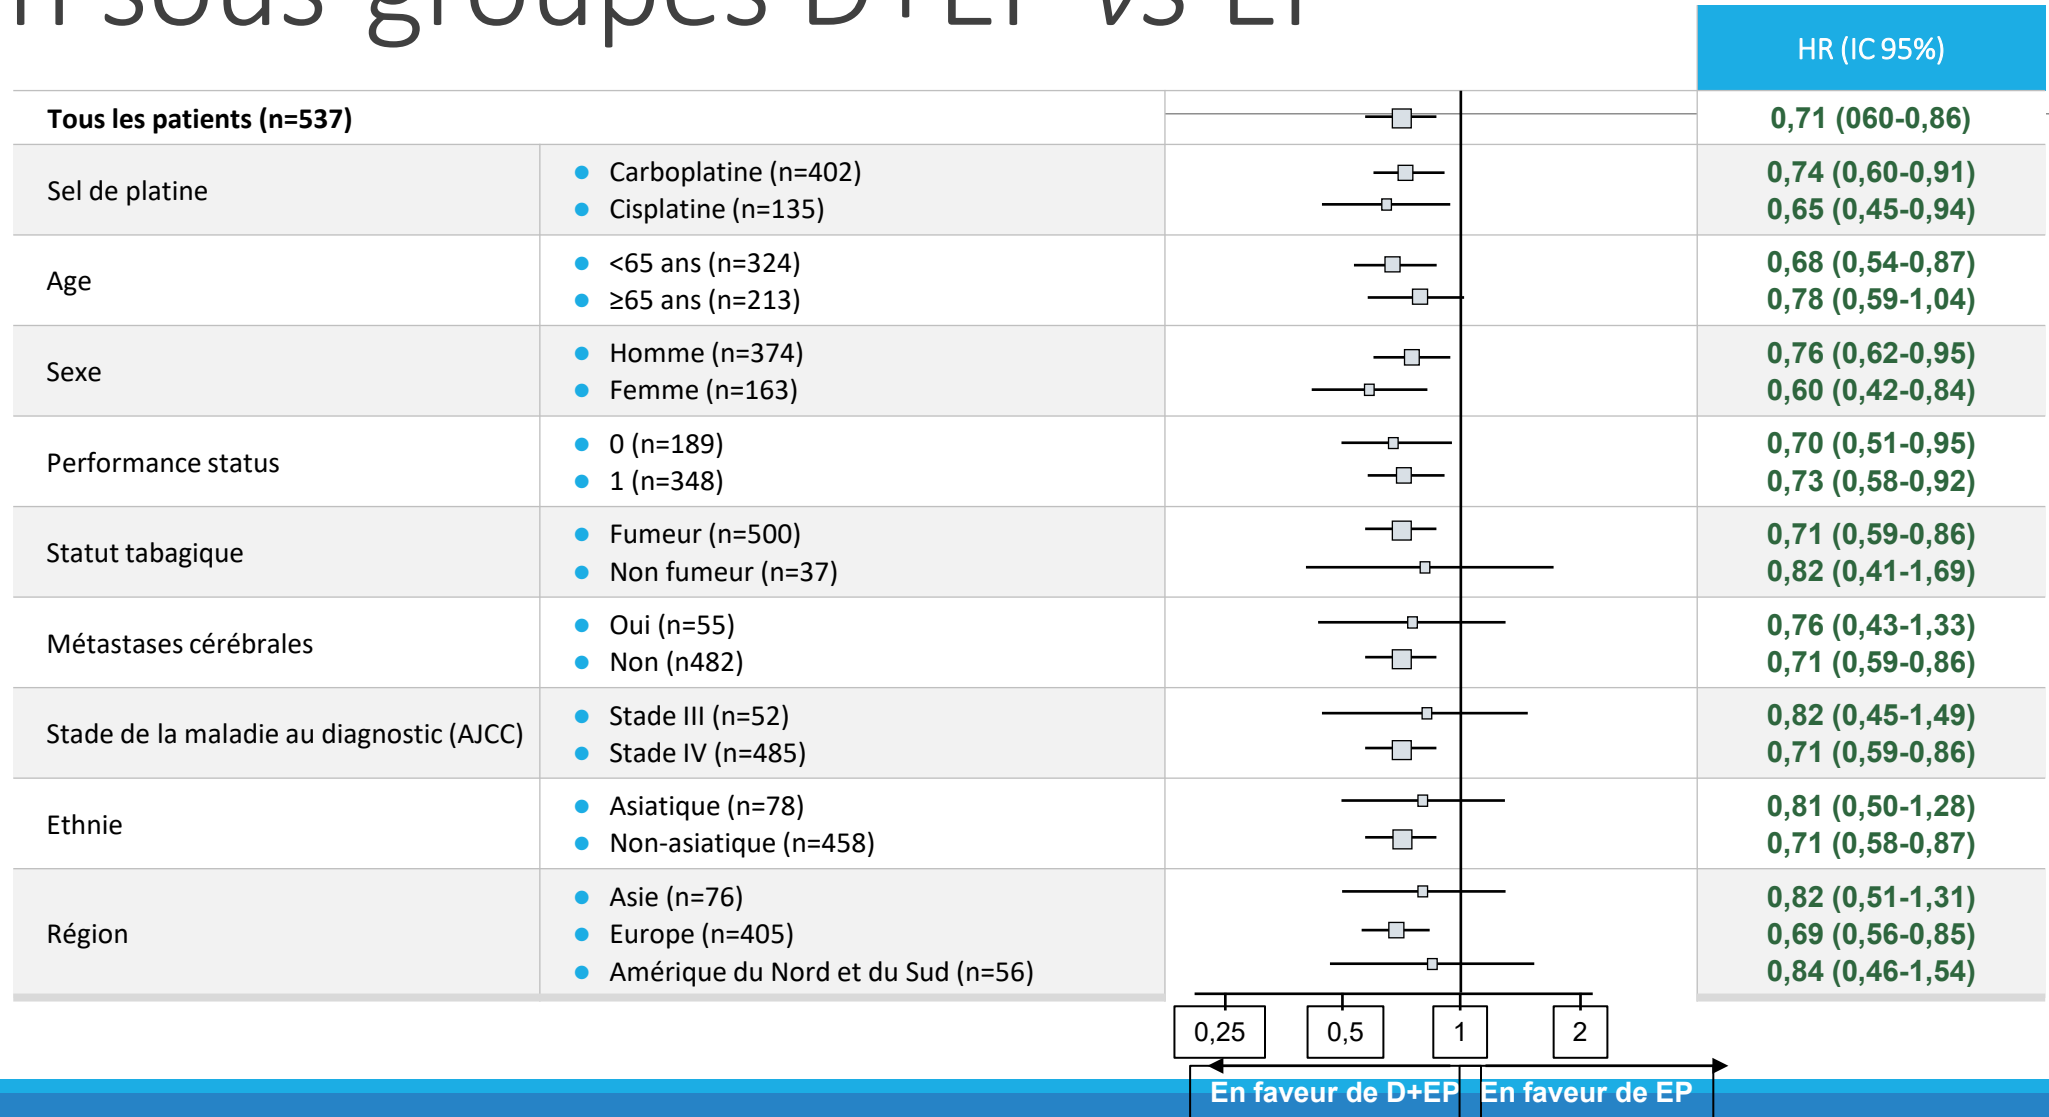 n sous-groupes D+EP vs EP
HR (IC 95%)
Tous les patients (n=537)
0,71 (060-0,86)
Sel de platine
Carboplatine (n=402)
0,74 (0,60-0,91)
Cisplatine (n=135)
0,65 (0,45-0,94)
Age
<65 ans (n=324)
0,68 (0,54-0,87)
≥65 ans (n=213)
0,78 (0,59-1,04)
Sexe
Homme (n=374)
0,76 (0,62-0,95)
Femme (n=163)
0,60 (0,42-0,84)
Performance status
0 (n=189)
0,70 (0,51-0,95)
1 (n=348)
0,73 (0,58-0,92)
Statut tabagique
Fumeur (n=500)
0,71 (0,59-0,86)
Non fumeur (n=37)
0,82 (0,41-1,69)
Métastases cérébrales
Oui (n=55)
0,76 (0,43-1,33)
Non (n482)
0,71 (0,59-0,86)
Stade de la maladie au diagnostic (AJCC)
Stade III (n=52)
0,82 (0,45-1,49)
Stade IV (n=485)
0,71 (0,59-0,86)
Ethnie
Asiatique (n=78)
0,81 (0,50-1,28)
Non-asiatique (n=458)
0,71 (0,58-0,87)
Région
Asie (n=76)
0,82 (0,51-1,31)
Europe (n=405)
0,69 (0,56-0,85)
Amérique du Nord et du Sud (n=56)
0,84 (0,46-1,54)
0,25 0,5 1 2
En faveur de D+EP En faveur de EP